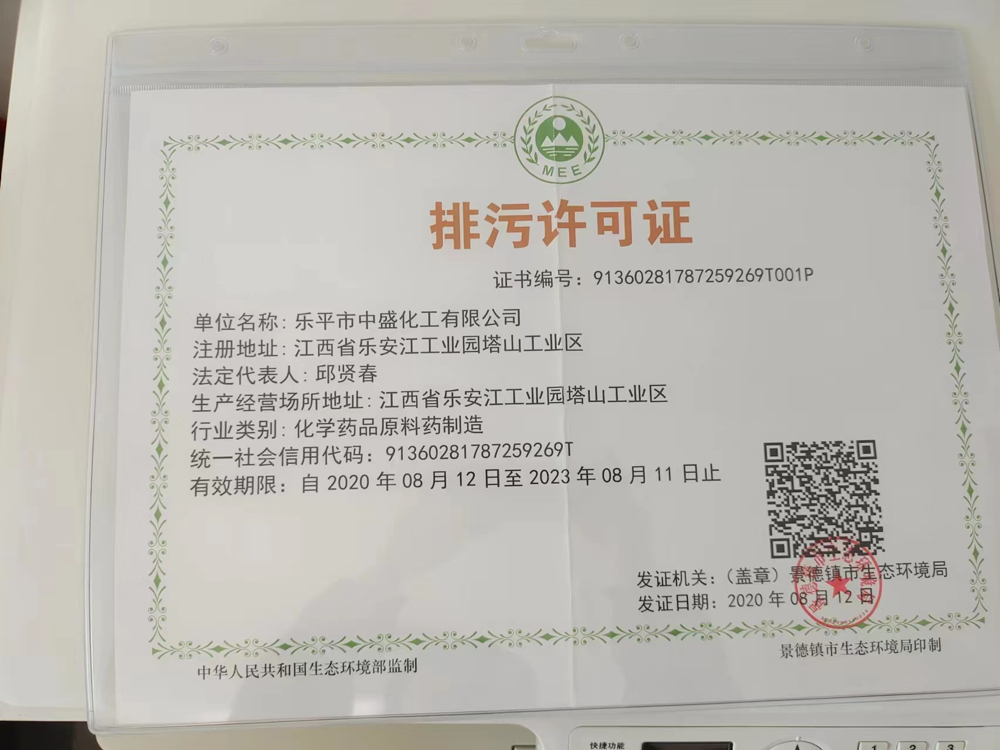 MEE
排污许可证
证书编号：91360281787259269T001P
单位名称：乐平市中盛化工有限公司
注册地址：江西省乐安江工业园塔山工业区
法定代表人：邱贤春
生产经营场所地址：江西省乐安江工业园塔山工业区
行业类别：化学药品原料药制造
统一社会信用代码：91360281787259269T
有效期限：自 2020 年 08 月 12 日至 2023 年 08 月 11 日止
发证机关：（盖章）景德镇市生态环境局
发证日期：2020 年 08 月 12 日
景德镇市生态环境局
中华人民共和国生态环境部监制
景德镇市生态环境局印制
快捷功能
1 2 3